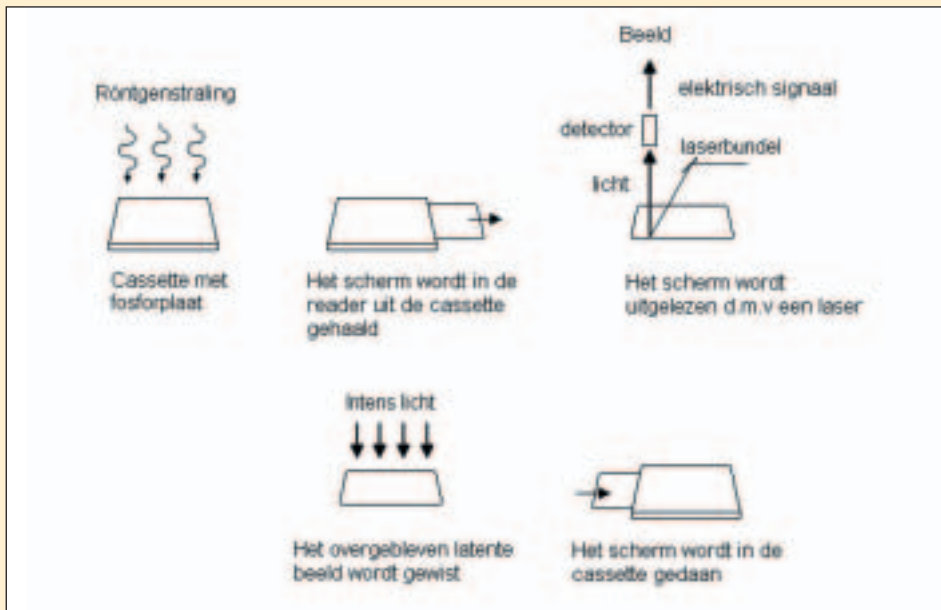 Röntgenstraling
Cassette met
fosforplaat
Het scherm wordt in de
reader uit de cassette
gehaald
Beeld
elektrisch signaal
detector
laserbundel
licht
Het scherm wordt
uitgelezen d.m.v een laser
Intens licht
Het overgebleven latente
beeld wordt gewist
Het scherm wordt in de
cassette gedaan